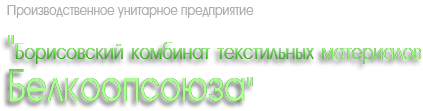 Производственное унитарное предприятие
"Борисовский комбинат текстильных материалов
Белкоопсоюза"